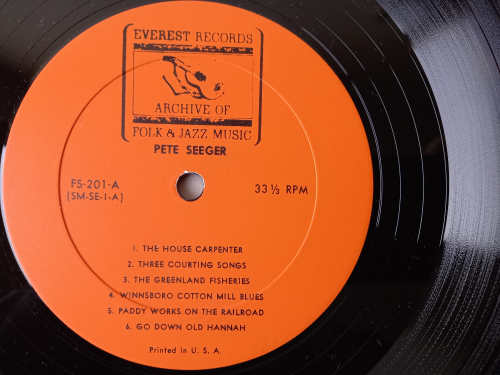 EVEREST RECORDS
ARCHIVE OF
FOLK & JAZZ MUSIC
PETE SEEGER
FS-201-A
(SM-SE-1-A)
33 1/3 RPM
1. THE HOUSE CARPENTER
2. THREE COURTING SONGS
3. THE GREENLAND FISHERIES
4. WINNSBORO COTTON MILL BLUES
5. PADDY WORKS ON THE RAILROAD
6. GO DOWN OLD HANNAH
Printed in U. S. A.